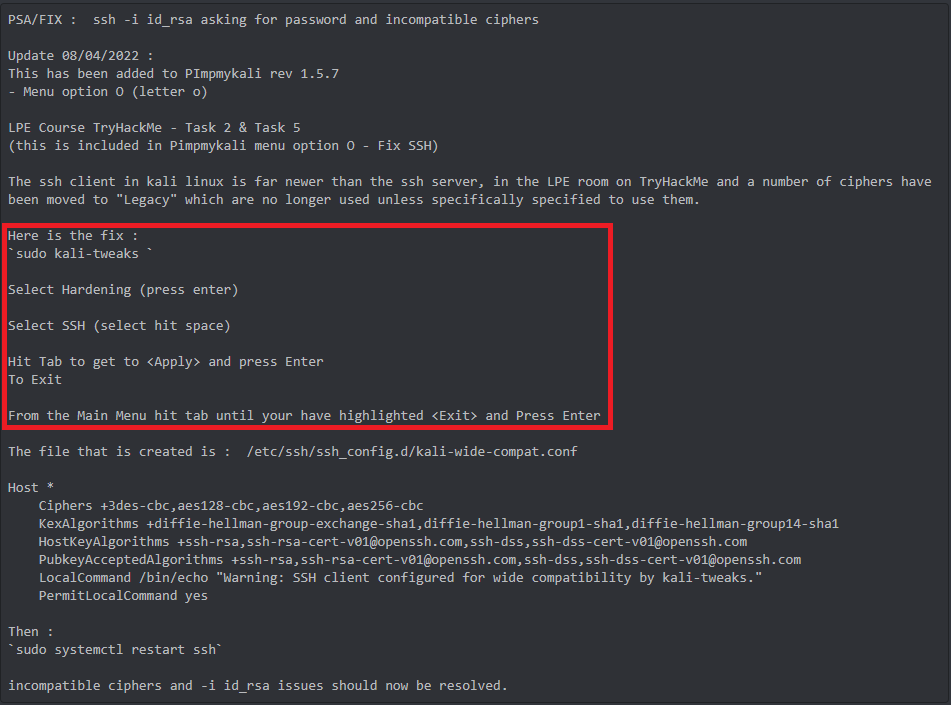 PSA/FIX :  ssh -i id_rsa asking for password and incompatible ciphers
Update 08/04/2022 :
This has been added to PImpmykali rev 1.5.7
- Menu option O (letter o)
LPE Course TryHackMe - Task 2 & Task 5
(this is included in Pimpmykali menu option O - Fix SSH)
The ssh client in kali linux is far newer than the ssh server, in the LPE room on TryHackMe and a number of ciphers have
been moved to "Legacy" which are no longer used unless specifically specified to use them.
Here is the fix :
`sudo kali-tweaks `
Select Hardening (press enter)
Select SSH (select hit space)
Hit Tab to get to <Apply> and press Enter
To Exit
From the Main Menu hit tab until your have highlighted <Exit> and Press Enter
The file that is created is :  /etc/ssh/ssh_config.d/kali-wide-compat.conf
Host *
    Ciphers +3des-cbc,aes128-cbc,aes192-cbc,aes256-cbc
    KexAlgorithms +diffie-hellman-group-exchange-sha1,diffie-hellman-group1-sha1,diffie-hellman-group14-sha1
    HostKeyAlgorithms +ssh-rsa,ssh-rsa-cert-v01@openssh.com,ssh-dss,ssh-dss-cert-v01@openssh.com
    PubkeyAcceptedAlgorithms +ssh-rsa,ssh-rsa-cert-v01@openssh.com,ssh-dss,ssh-dss-cert-v01@openssh.com
    LocalCommand /bin/echo "Warning: SSH client configured for wide compatibility by kali-tweaks."
    PermitLocalCommand yes
Then :
`sudo systemctl restart ssh`
incompatible ciphers and -i id_rsa issues should now be resolved.